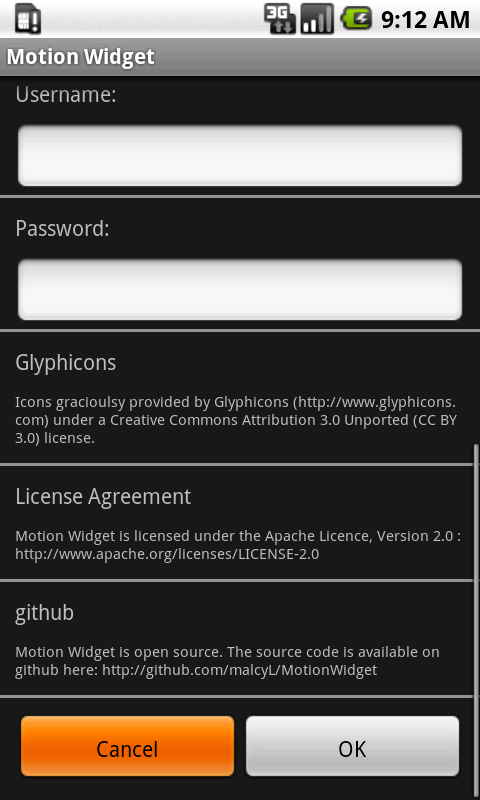 3G 9:12 AM
Motion Widget
Username:
Password:
Glyphicons
Icons gracioulsy provided by Glyphicons (http://www.glyphicons.
com) under a Creative Commons Attribution 3.0 Unported (CC BY
3.0) license.
License Agreement
Motion Widget is licensed under the Apache Licence, Version 2.0 :
http://www.apache.org/licenses/LICENSE-2.0
github
Motion Widget is open source. The source code is available on
github here: http://github.com/malcyL/MotionWidget
Cancel OK